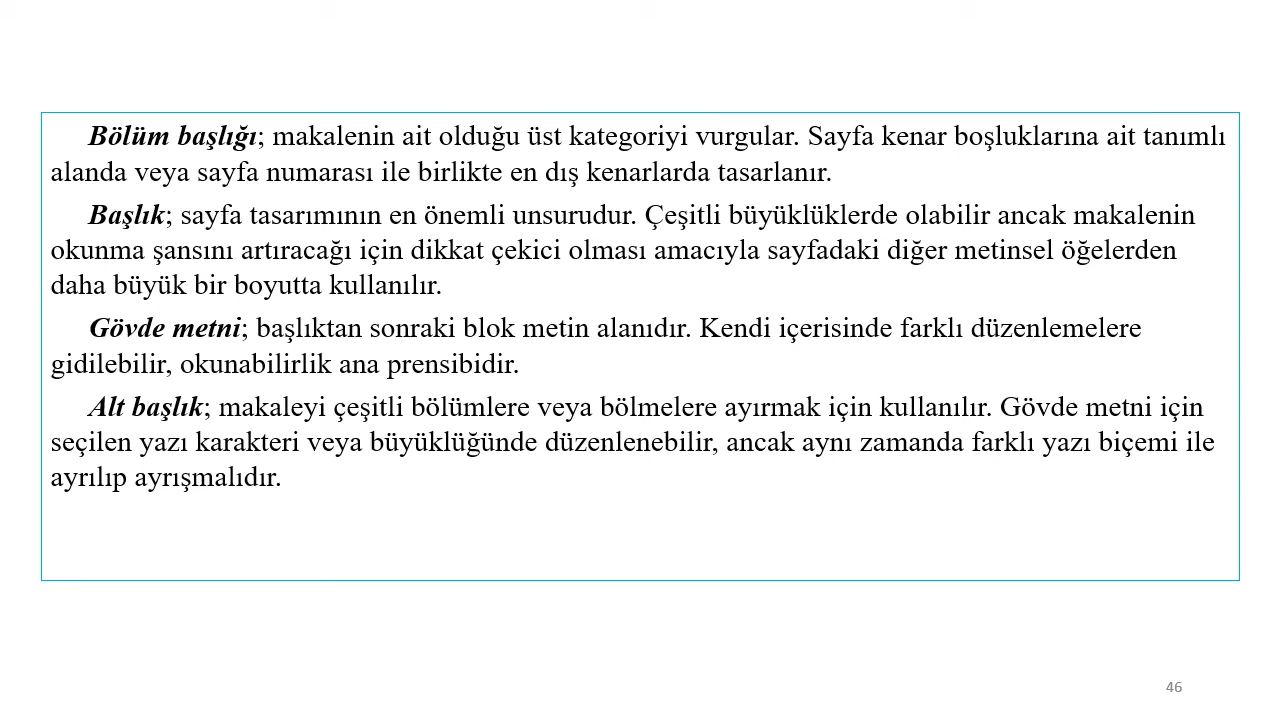 Bölüm başlığı; makalenin ait olduğu üst kategoriyi vurgular. Sayfa kenar boşluklarına ait tanımlı
alanda veya sayfa numarası ile birlikte en dış kenarlarda tasarlanır.
Başlık; sayfa tasarımının en önemli unsurudur. Çeşitli büyüklüklerde olabilir ancak makalenin
okunma şansını artıracağı için dikkat çekici olması amacıyla sayfadaki diğer metinsel öğelerden
daha büyük bir boyutta kullanılır.
Gövde metni; başlıktan sonraki blok metin alanıdır. Kendi içerisinde farklı düzenlemelere
gidilebilir, okunabilirlik ana prensibidir.
Alt başlık; makaleyi çeşitli bölümlere veya bölmelere ayırmak için kullanılır. Gövde metni için
seçilen yazı karakteri veya büyüklüğünde düzenlenebilir, ancak aynı zamanda farklı yazı biçemi ile
ayrılıp ayrışmalıdır.
46